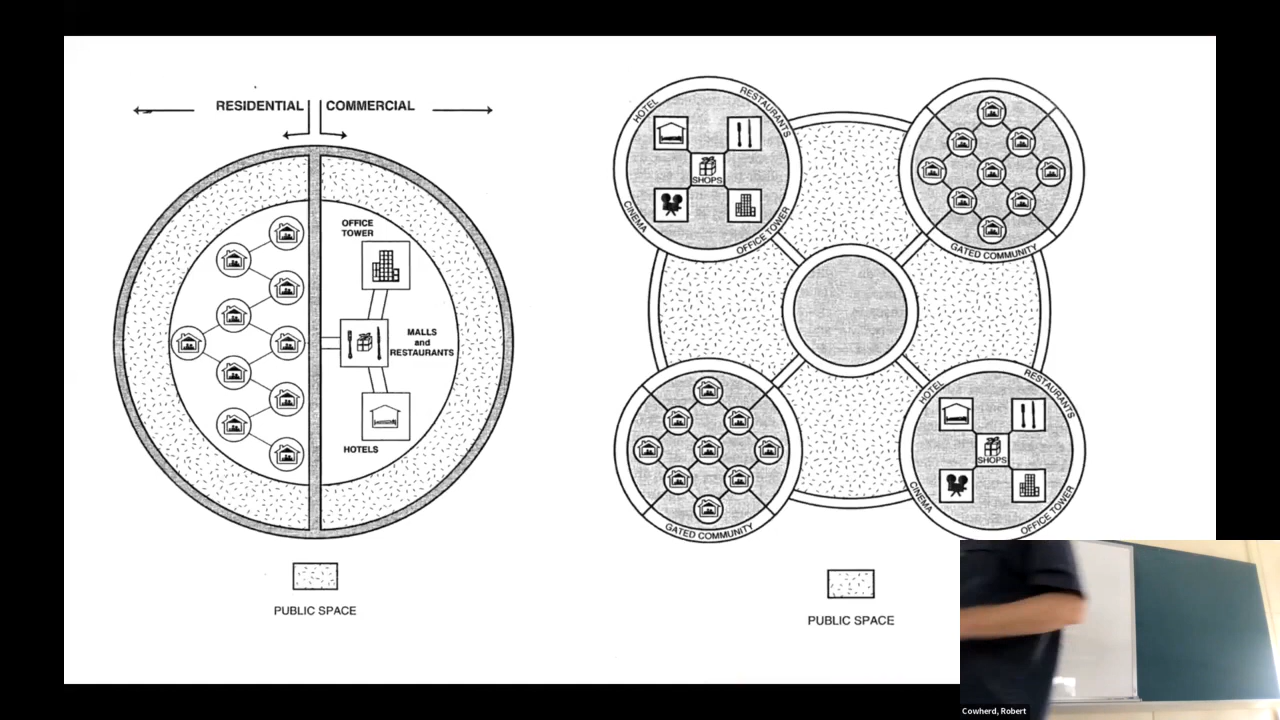 RESIDENTIAL
COMMERCIAL
OFFICE
TOWER
MALLS
and
RESTAURANTS
HOTELS
PUBLIC SPACE
HOTEL
RESTAURANTS
SHOPS
CINEMA
OFFICE TOWER
GATED COMMUNITY
GATED COMMUNITY
HOTEL
RESTAURANTS
SHOPS
CINEMA
OFFICE TOWER
PUBLIC SPACE
Cowherd, Robert